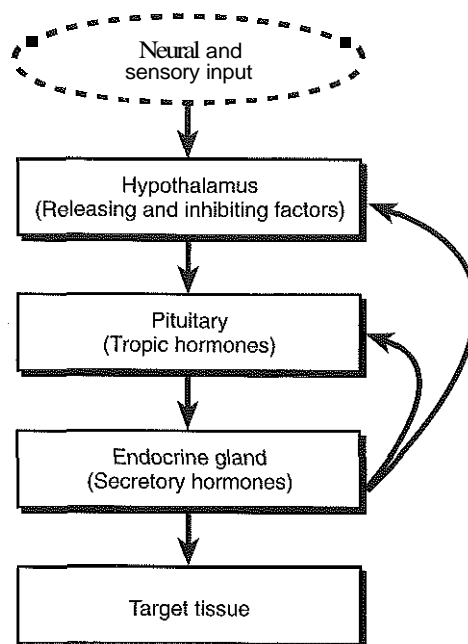 Neural and
sensory input
Hypothalamus
(Releasing and inhibiting factors)
Pituitary
(Tropic hormones)
Endocrine gland
(Secretory hormones)
Target tissue